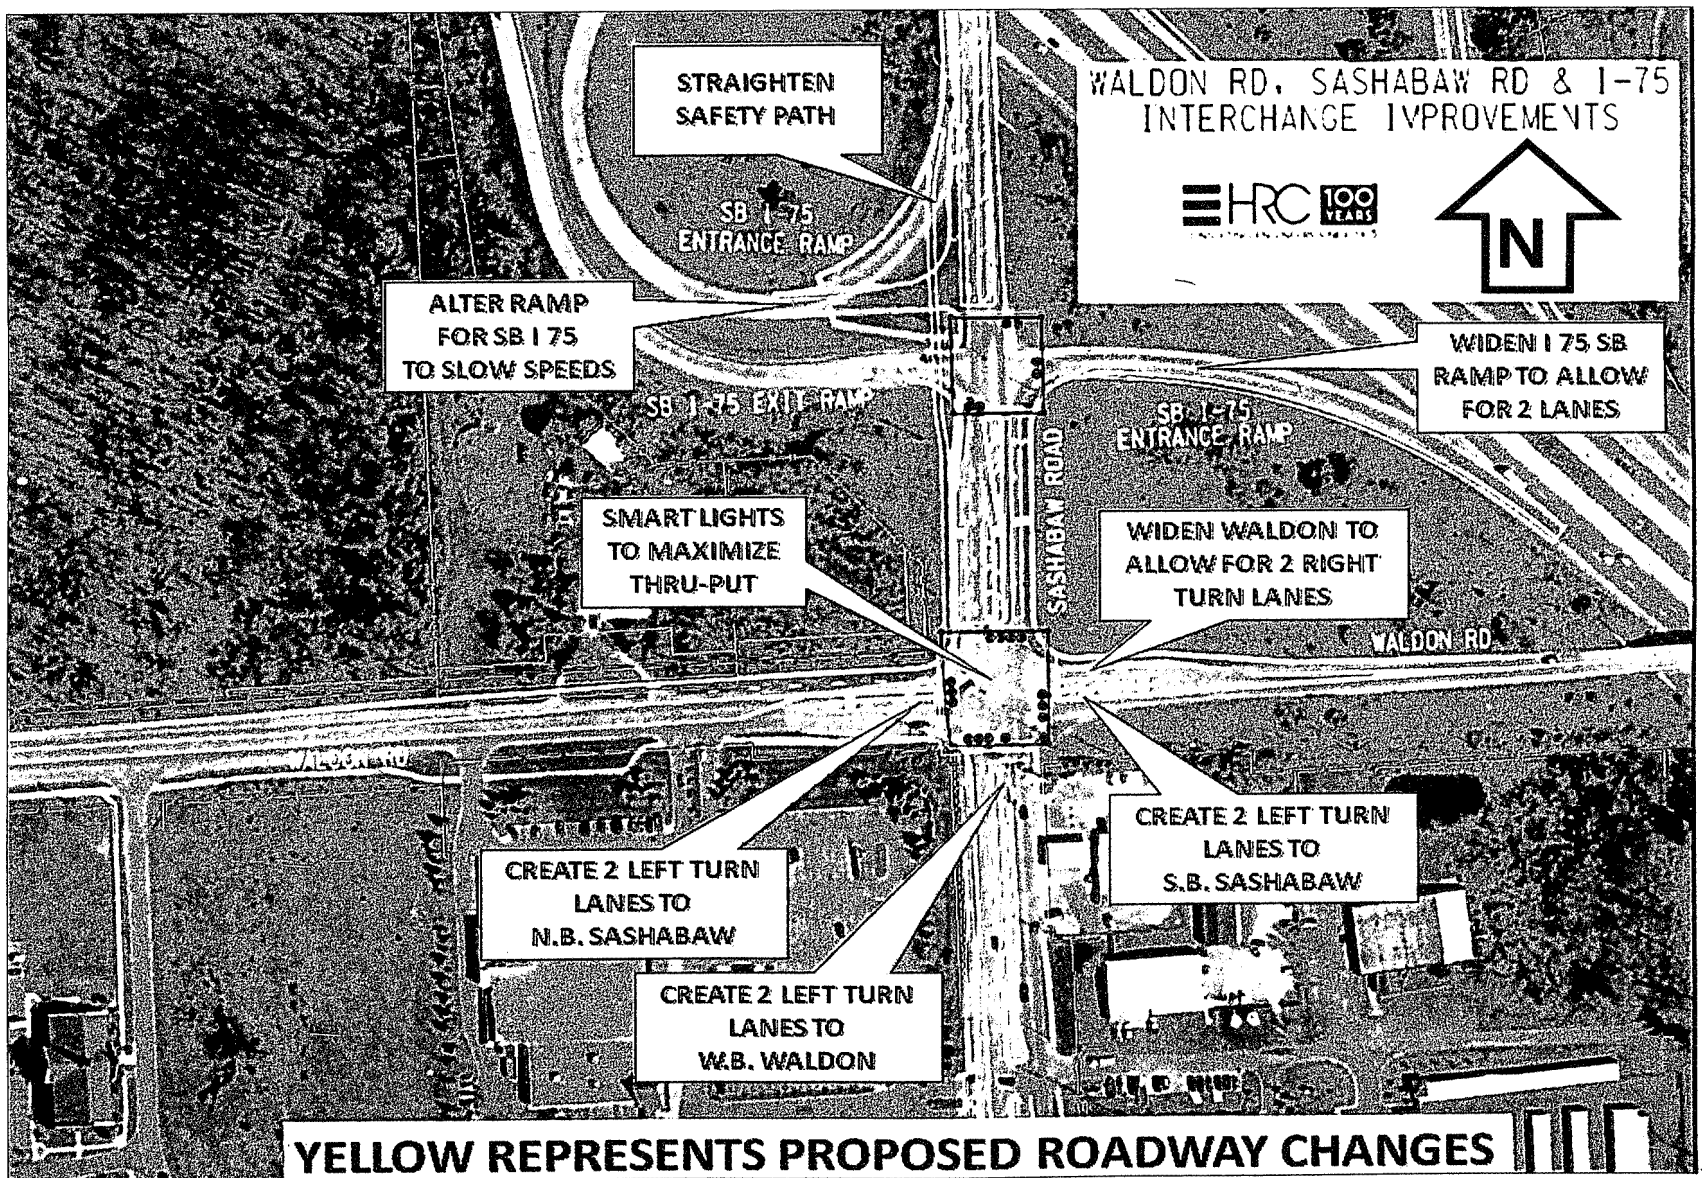 WALDON RD. SASHABAW RD & I-75
INTERCHANGE IMPROVEMENTS
HRC 100
YEARS
N
STRAIGHTEN
SAFETY PATH
SB I-75
ENTRANCE RAMP
ALTER RAMP
FOR SB I 75
TO SLOW SPEEDS
WIDEN I 75 SB
RAMP TO ALLOW
FOR 2 LANES
SB I-75 EXIT RAMP
SB I-75
ENTRANCE RAMP
SASHABAW ROAD
SMART LIGHTS
TO MAXIMIZE
THRU-PUT
WIDEN WALDON TO
ALLOW FOR 2 RIGHT
TURN LANES
WALDON RD.
WALDON RD
CREATE 2 LEFT TURN
LANES TO
S.B. SASHABAW
CREATE 2 LEFT TURN
LANES TO
N.B. SASHABAW
CREATE 2 LEFT TURN
LANES TO
W.B. WALDON
YELLOW REPRESENTS PROPOSED ROADWAY CHANGES